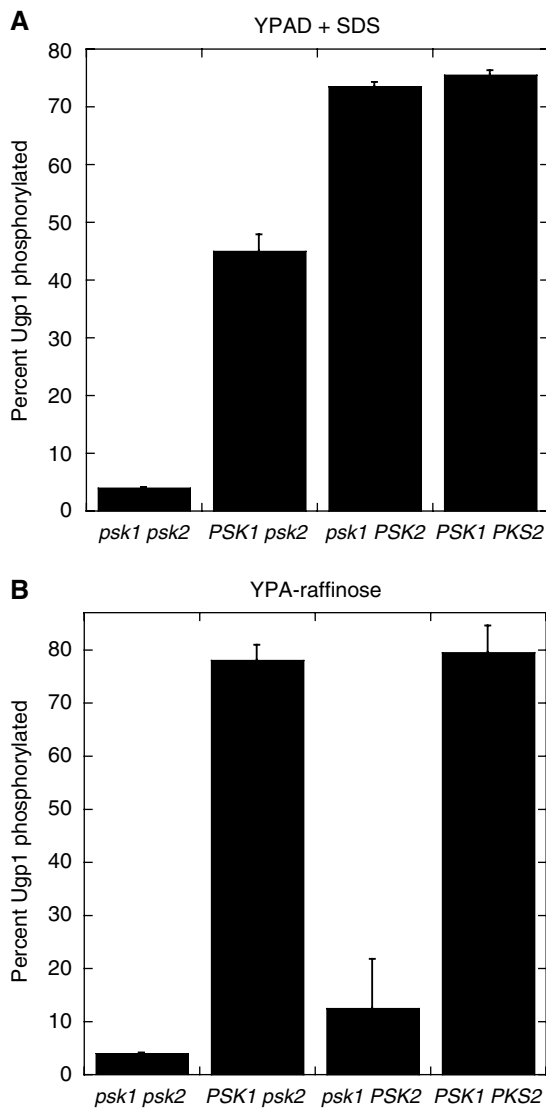 A
YPAD + SDS
Percent Ugp1 phosphorylated
80
70
60
50
40
30
20
10
0
psk1 psk2
PSK1 psk2
psk1 PSK2
PSK1 PKS2
B
YPA-raffinose
Percent Ugp1 phosphorylated
80
70
60
50
40
30
20
10
0
psk1 psk2
PSK1 psk2
psk1 PSK2
PSK1 PKS2